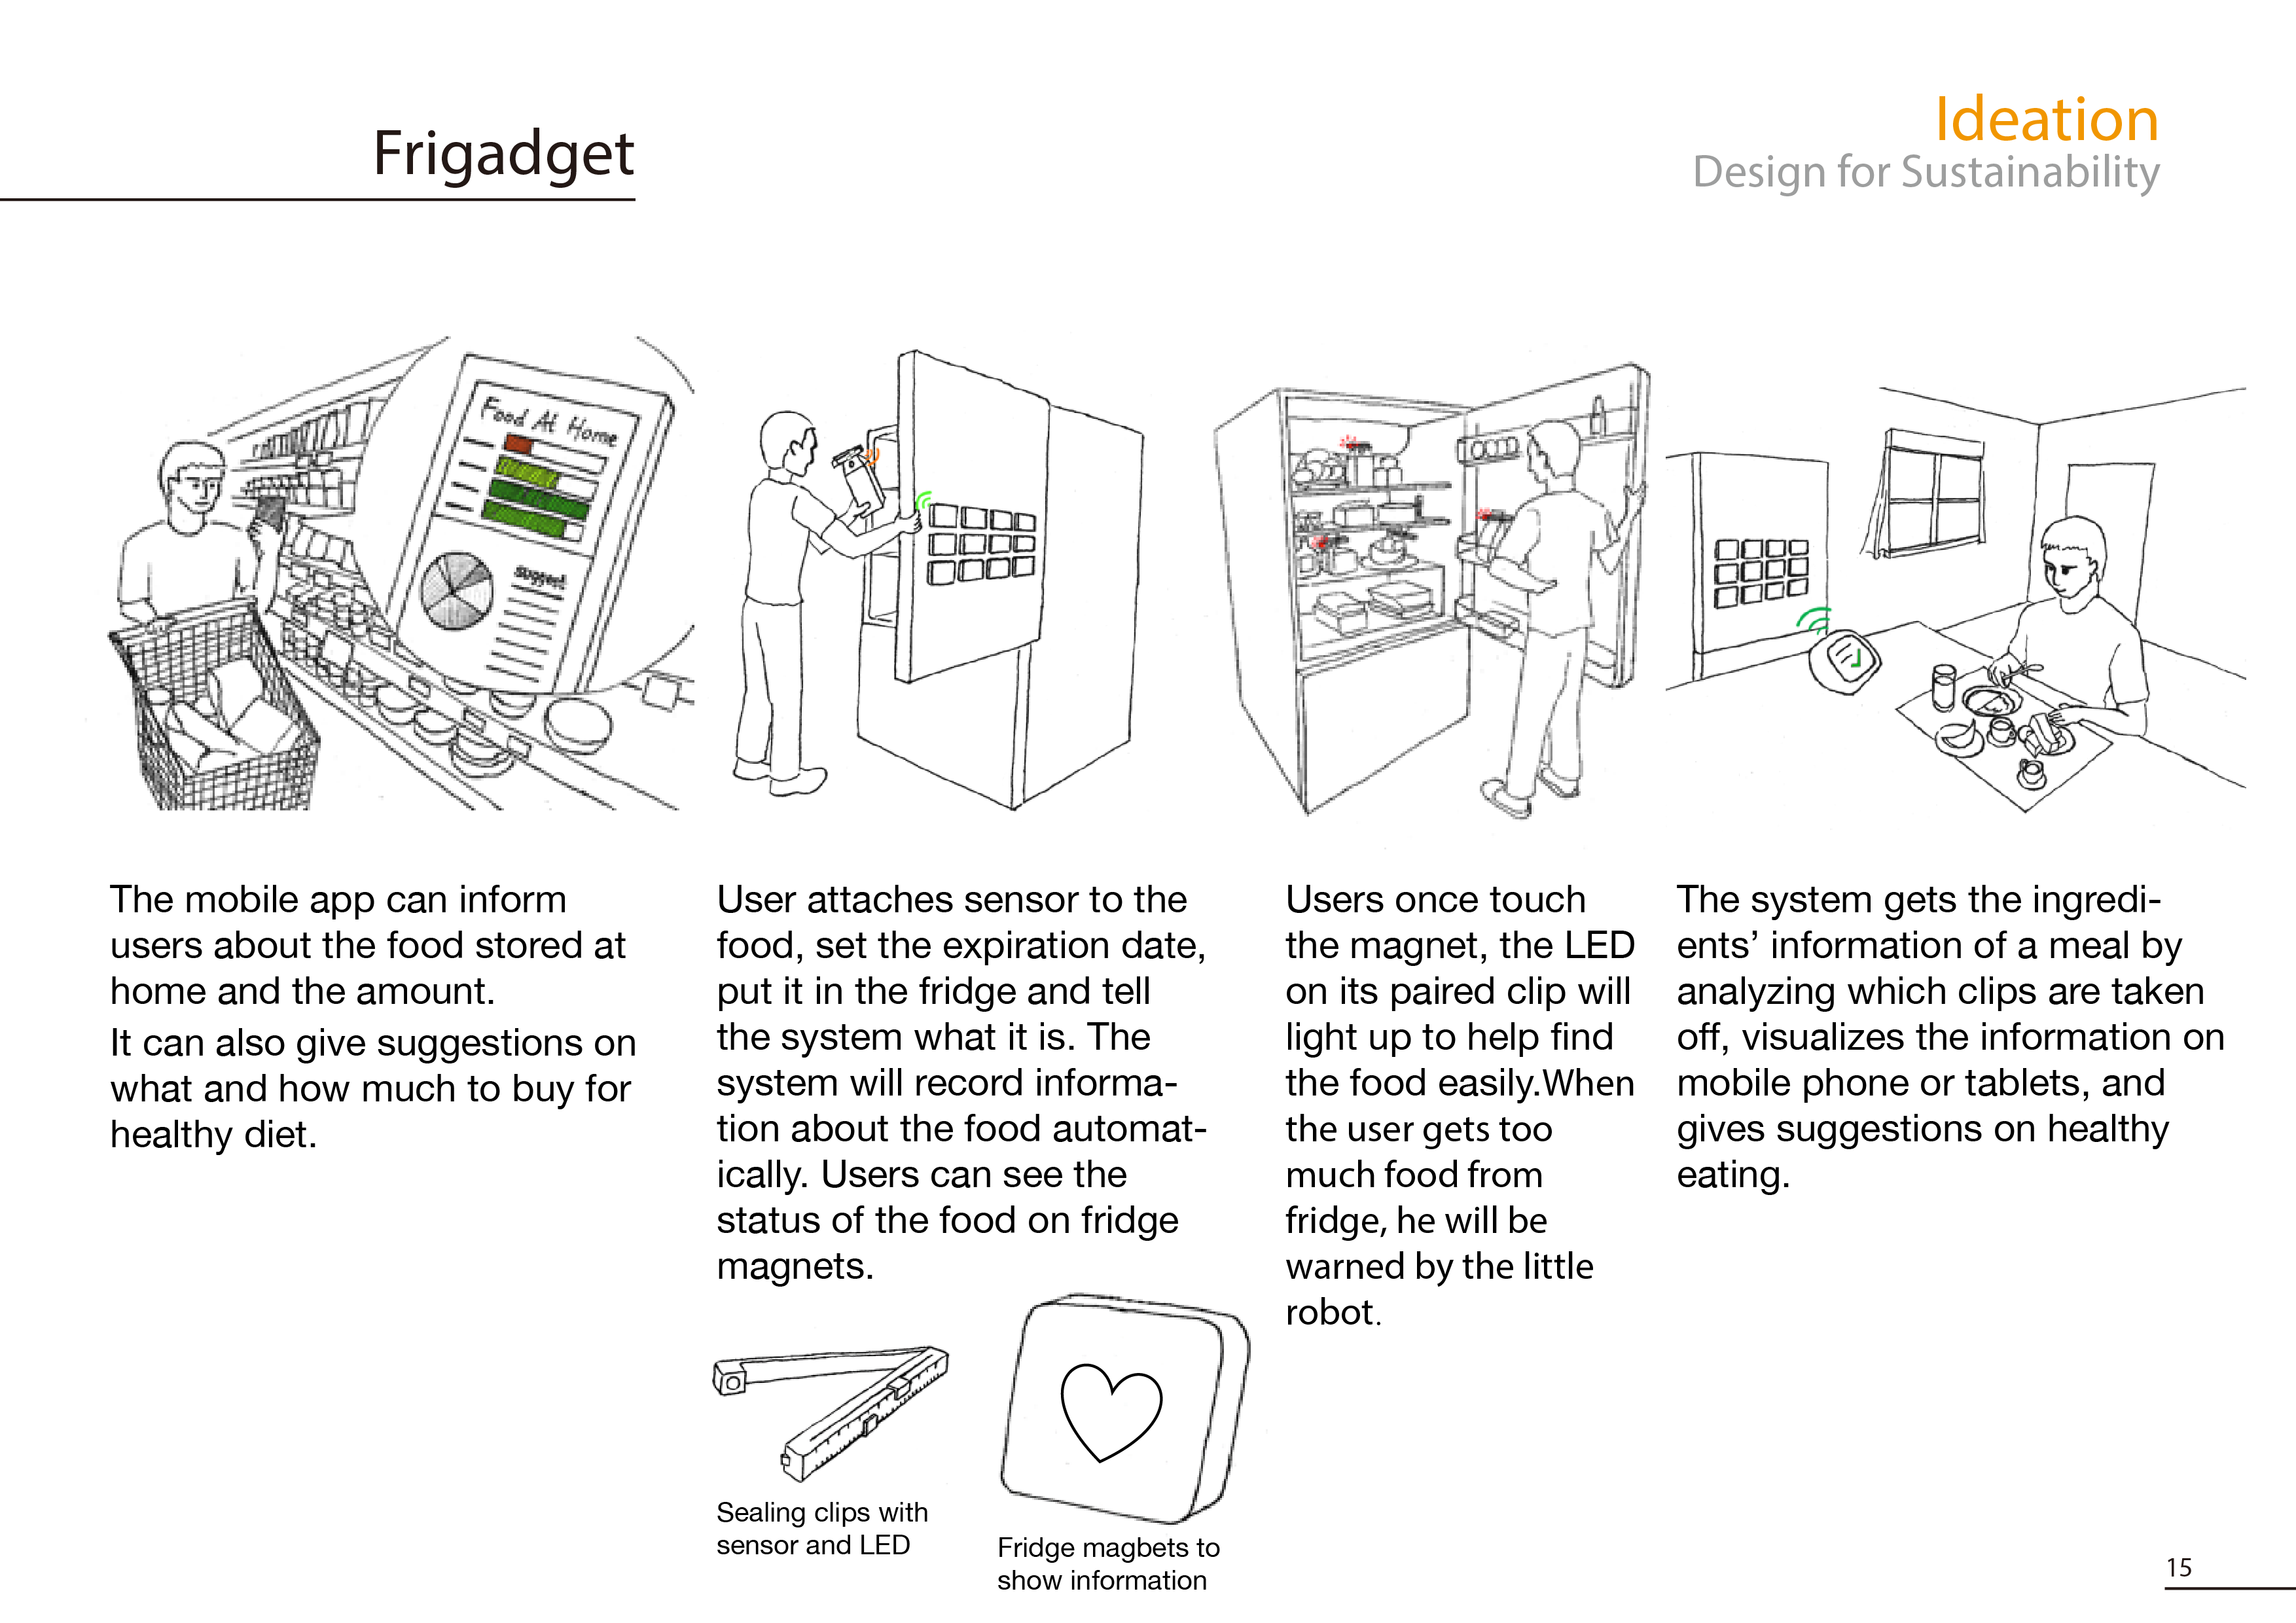 Frigadget
Ideation
Design for Sustainability
Food At Home
suggest
The mobile app can inform
users about the food stored at
home and the amount.
It can also give suggestions on
what and how much to buy for
healthy diet.
User attaches sensor to the
food, set the expiration date,
put it in the fridge and tell
the system what it is. The
system will record informa-
tion about the food automat-
ically. Users can see the
status of the food on fridge
magnets.
Sealing clips with
sensor and LED
Fridge magbets to
show information
Users once touch
the magnet, the LED
on its paired clip will
light up to help find
the food easily.When
the user gets too
much food from
fridge, he will be
warned by the little
robot.
The system gets the ingredi-
ents’ information of a meal by
analyzing which clips are taken
off, visualizes the information on
mobile phone or tablets, and
gives suggestions on healthy
eating.
15